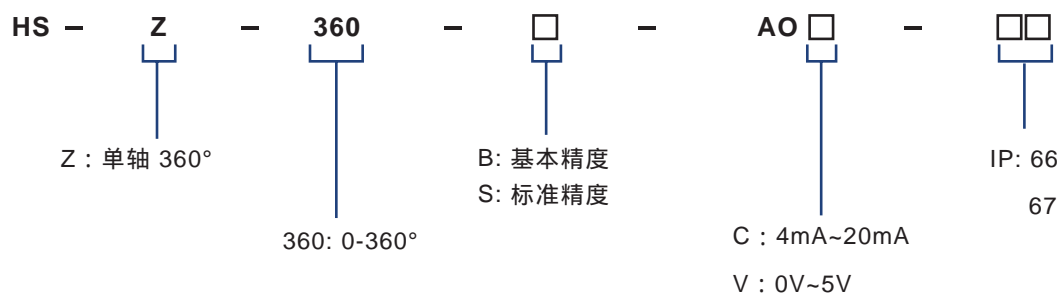 HS – Z – 360 – □ – AO □ – □□
Z：单轴 360°
360: 0-360°
B: 基本精度
S: 标准精度
C：4mA~20mA
V：0V~5V
IP: 66
67